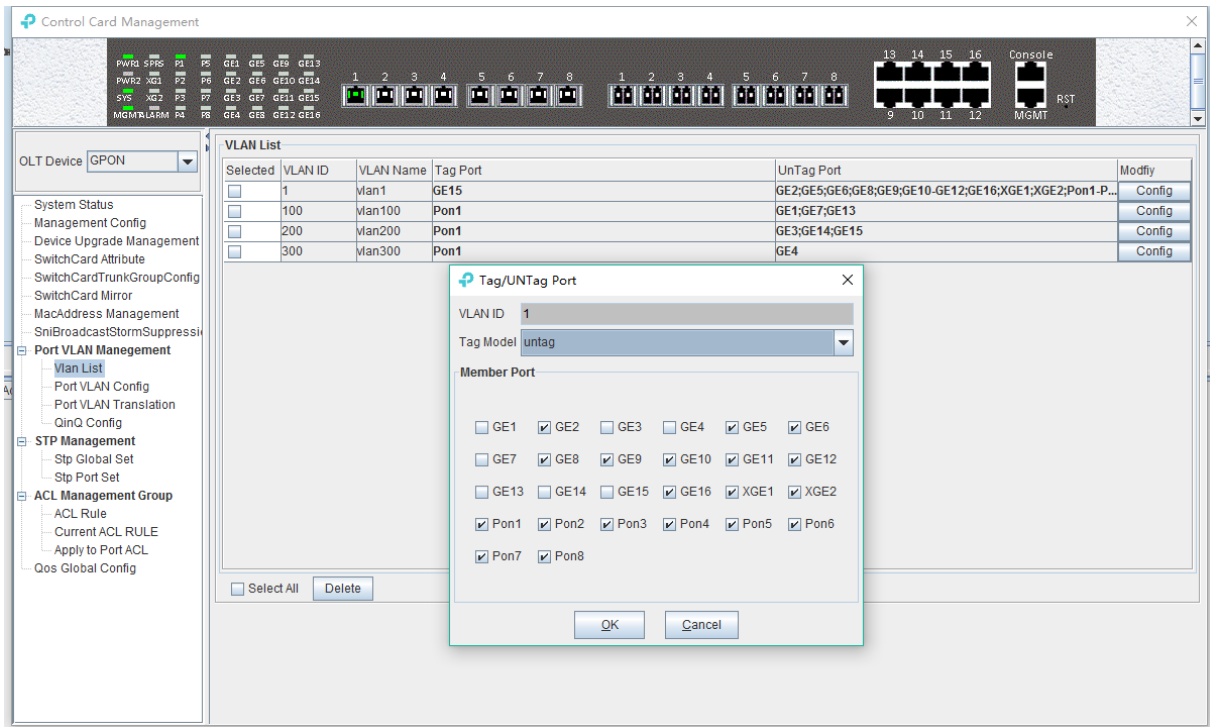 Control Card Management
PWR1 SPR5 P1 P5 GE1 GE5 GE9 GE13
PWR2 XG1 P2 P6 GE2 GE6 GE10 GE14
SYS XG2 P3 P7 GE3 GE7 GE11 GE15
P4 P8 GE4 GE8 GE12 GE16
1 2 3 4 5 6 7 8 1 2 3 4 5 6 7 8
13 14 15 16 Console
RST
9 10 11 12 MGMT
OLT Device GPON
System Status
Management Config
Device Upgrade Management
SwitchCard Attribute
SwitchCardTrunkGroupConfig
SwitchCard Mirror
MacAddress Management
SniBroadcastStormSuppressi
Port VLAN Manegement
Vlan List
Port VLAN Config
Port VLAN Translation
QinQ Config
STP Management
Stp Global Set
Stp Port Set
ACL Management Group
ACL Rule
Current ACL RULE
Apply to Port ACL
Qos Global Config
VLAN List
Selected VLAN ID VLAN Name Tag Port UnTag Port Modfiy
1 vlan1 GE15 GE2;GE5;GE6;GE8;GE9;GE10-GE12;GE16;XGE1;XGE2;Pon1-P... Config
100 vlan100 Pon1 GE1;GE7;GE13 Config
200 vlan200 Pon1 GE3;GE14;GE15 Config
300 vlan300 Pon1 GE4 Config
Select All Delete
Tag/UNTag Port
VLAN ID 1
Tag Model untag
Member Port
GE1 GE2 GE3 GE4 GE5 GE6
GE7 GE8 GE9 GE10 GE11 GE12
GE13 GE14 GE15 GE16 XGE1 XGE2
Pon1 Pon2 Pon3 Pon4 Pon5 Pon6
Pon7 Pon8
OK Cancel